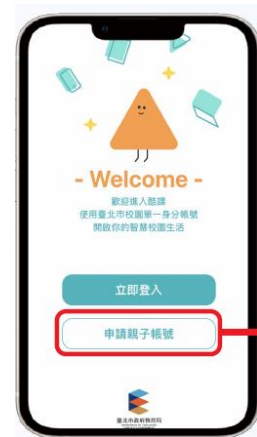 - Welcome -
歡迎進入酷課
使用臺北市校園單一身分帳號
開啟你的智慧校園生活
立即登入
申請親子帳號
臺北市政府教育局